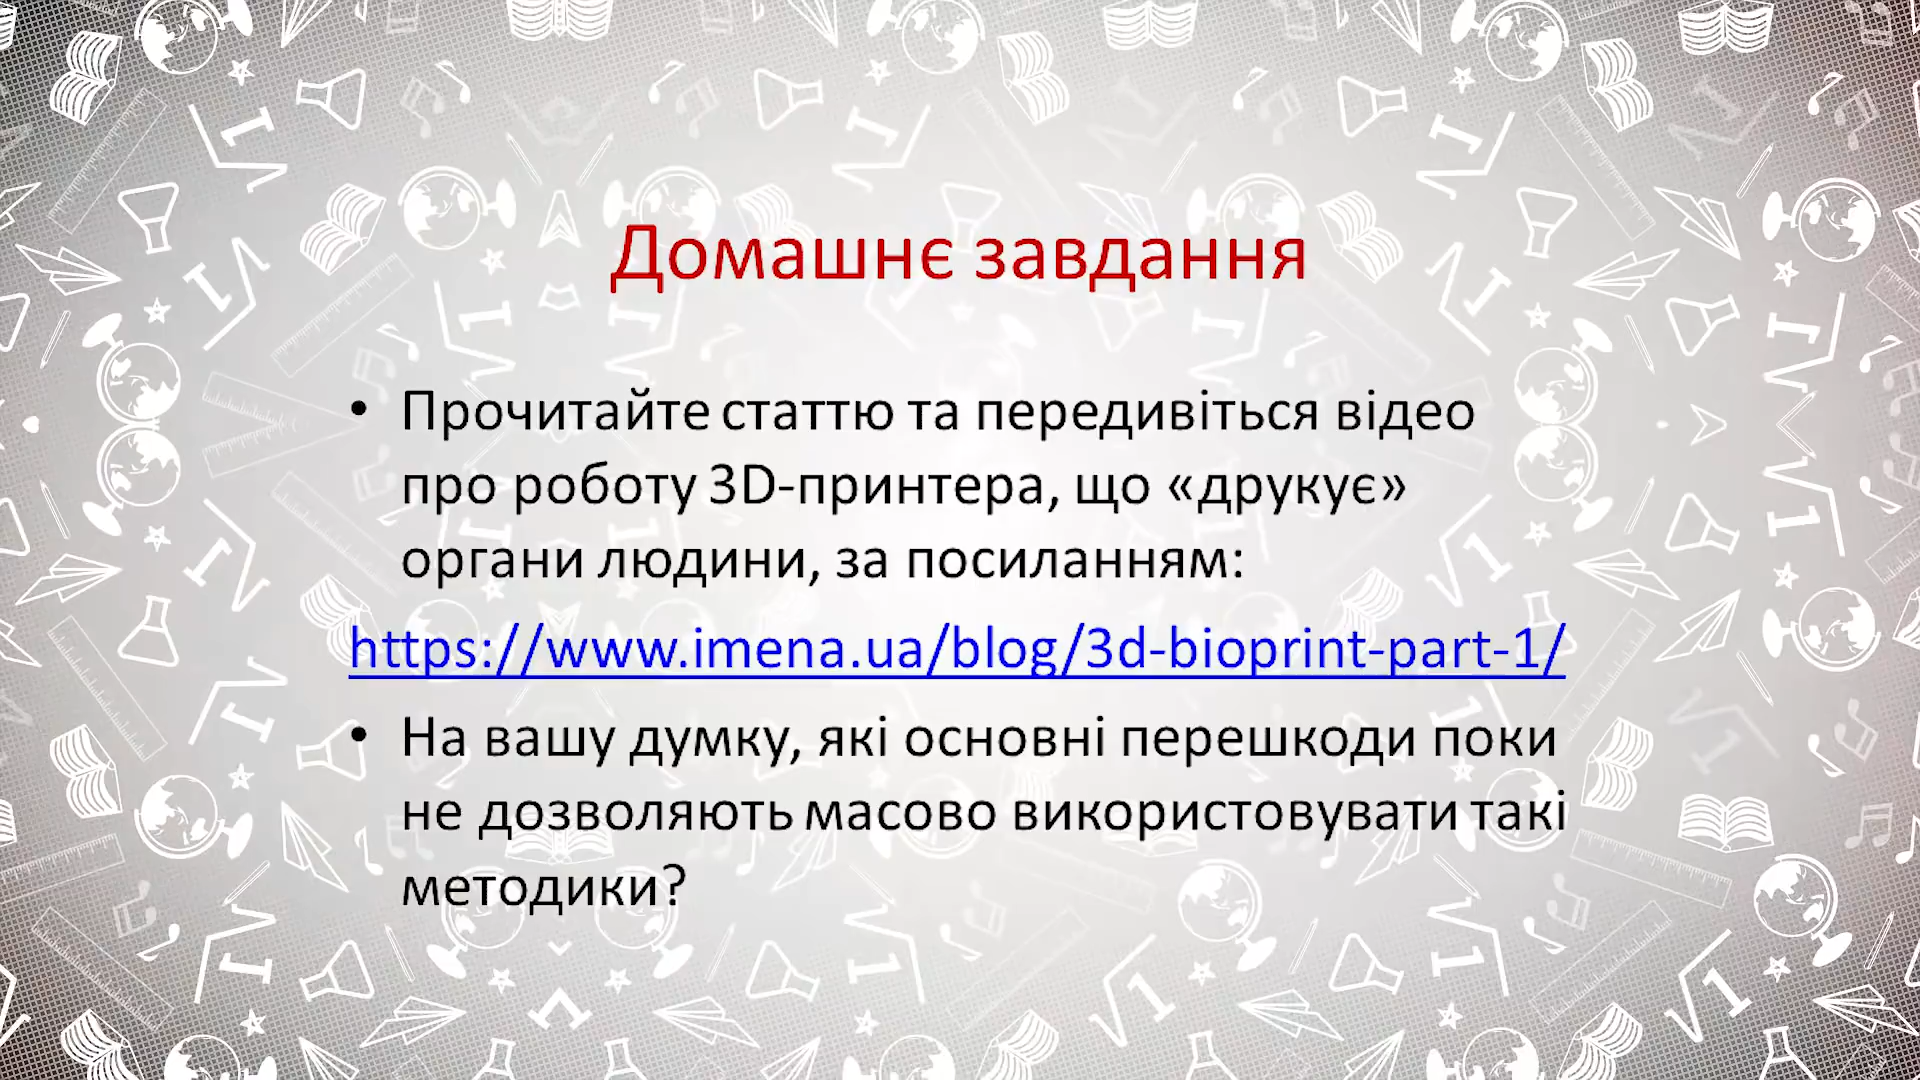 Домашнє завдання
• Прочитайте статтю та передивіться відео
про роботу 3D-принтера, що «друкує»
органи людини, за посиланням:
https://www.imena.ua/blog/3d-bioprint-part-1/
• На вашу думку, які основні перешкоди поки
не дозволяють масово використовувати такі
методики?